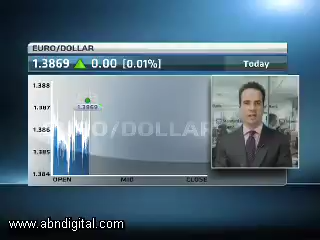 EURO/DOLLAR
1.3869 0.00 [0.01%] Today
1.388
1.387
1.3869
1.386
EURO/DOLLAR
1.385
1.384
OPEN MID CLOSE
www.abndigital.com